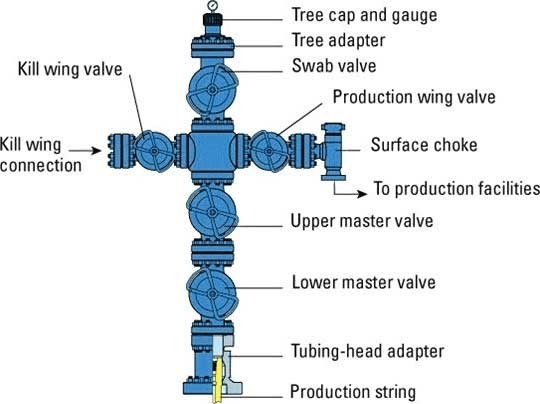 Tree cap and gauge
Tree adapter
Kill wing valve
Swab valve
Production wing valve
Kill wing
connection
Surface choke
To production facilities
Upper master valve
Lower master valve
Tubing-head adapter
Production string